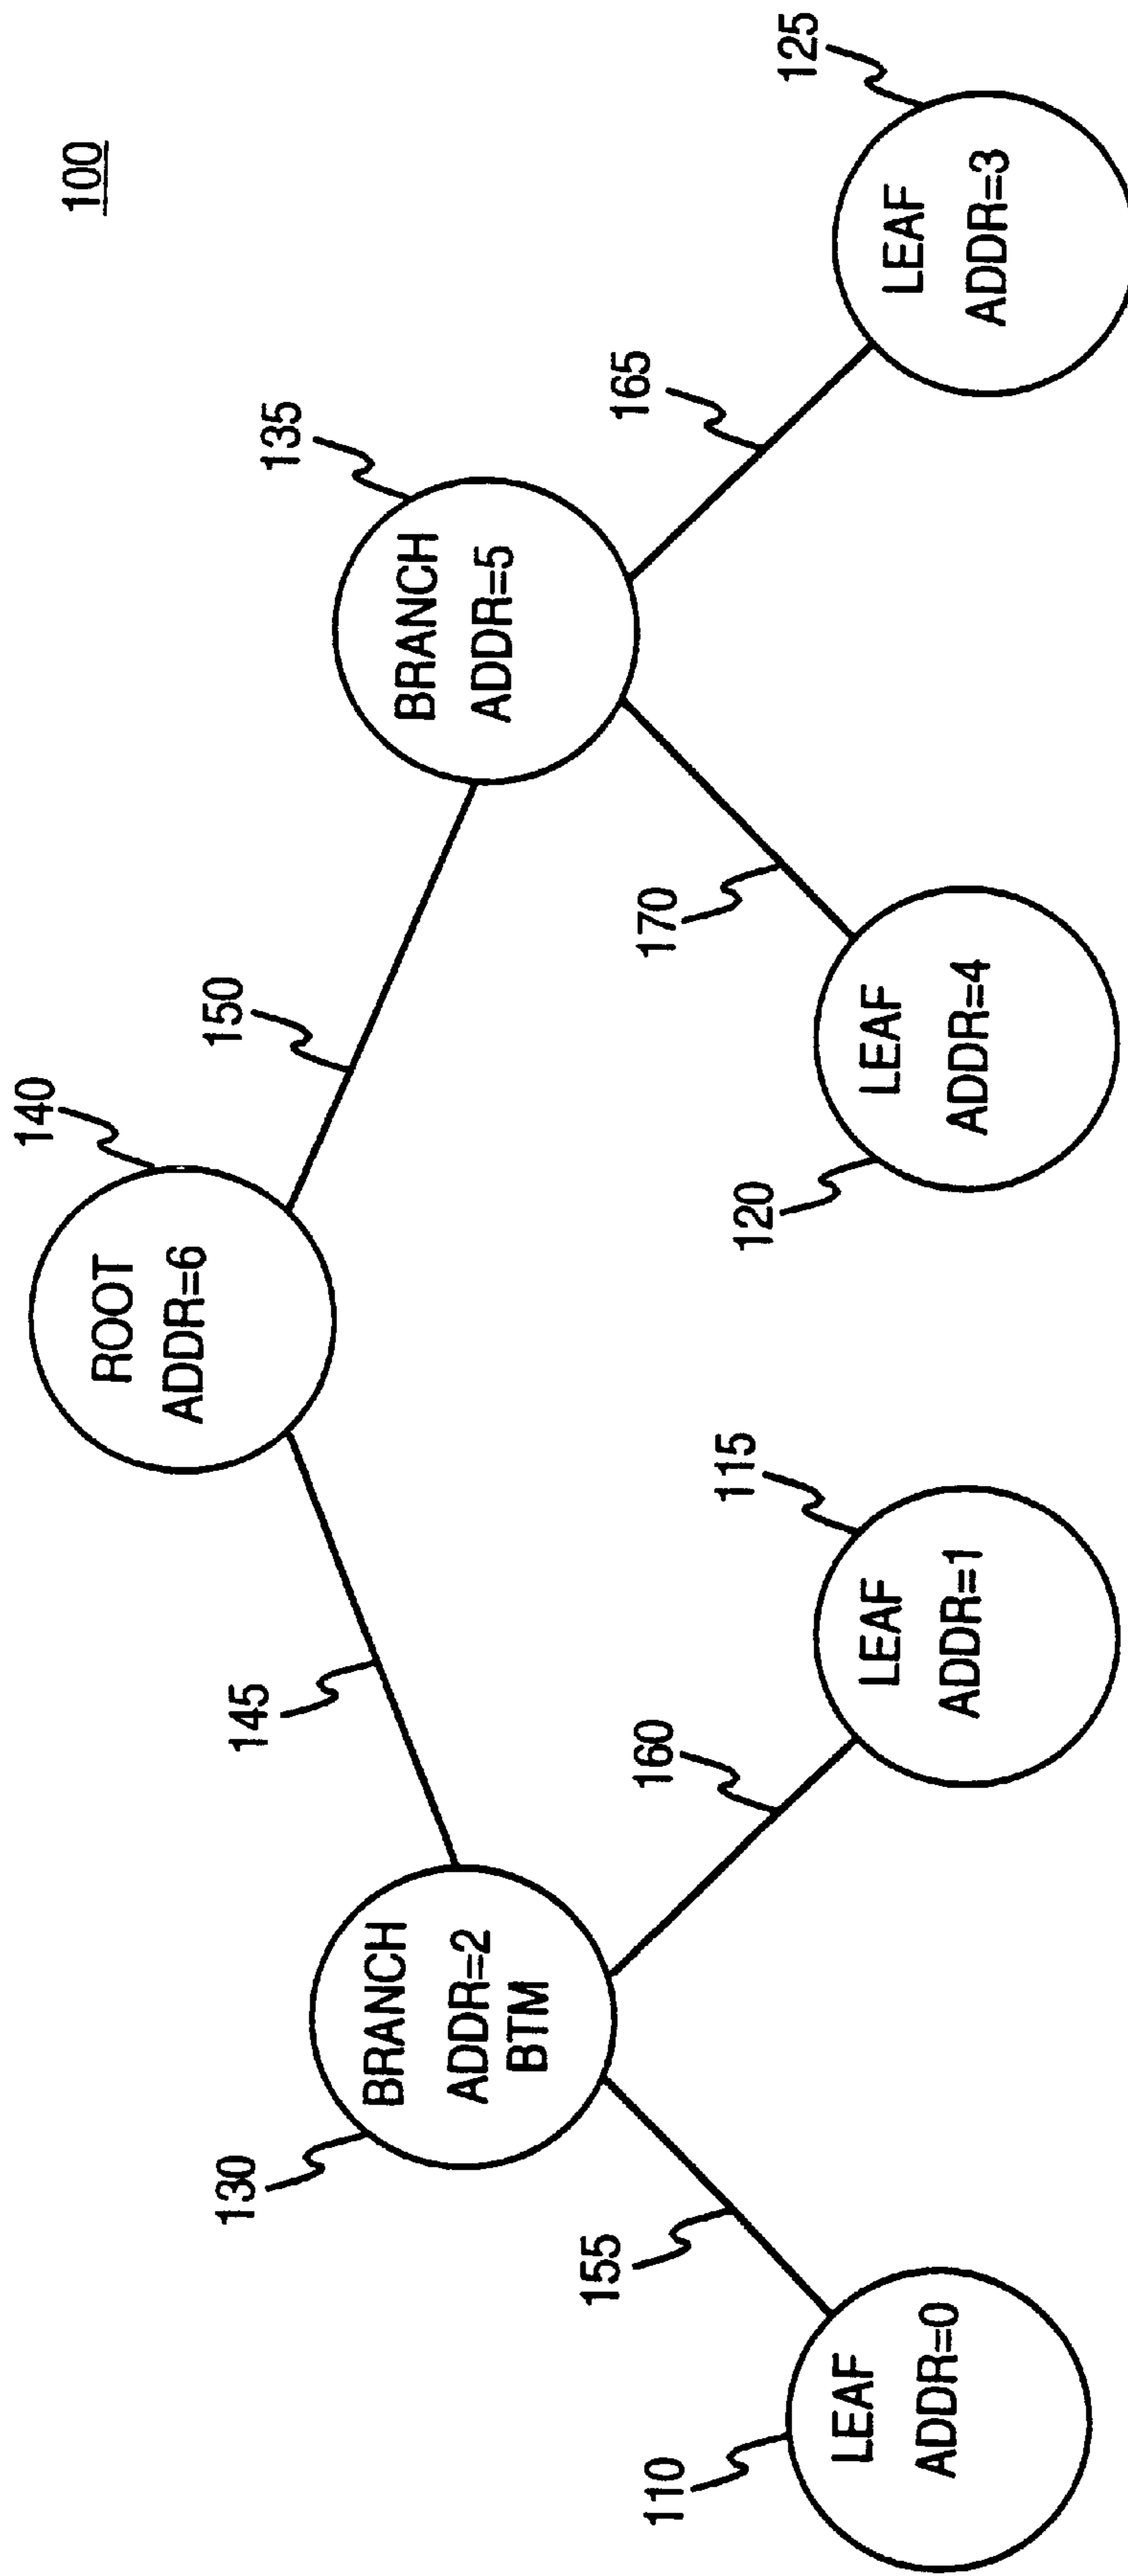 100
140
ROOT
ADDR=6
145
150
130
BRANCH
ADDR=2
BTM
135
BRANCH
ADDR=5
155
160
170
165
110
LEAF
ADDR=0
115
LEAF
ADDR=1
120
LEAF
ADDR=4
125
LEAF
ADDR=3